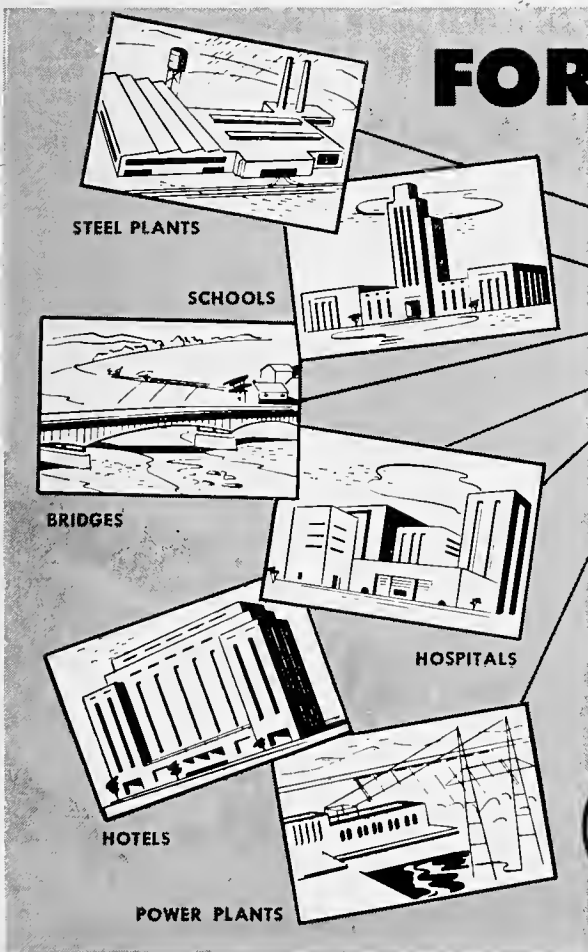 FOR
STEEL PLANTS
SCHOOLS
BRIDGES
HOSPITALS
HOTELS
POWER PLANTS